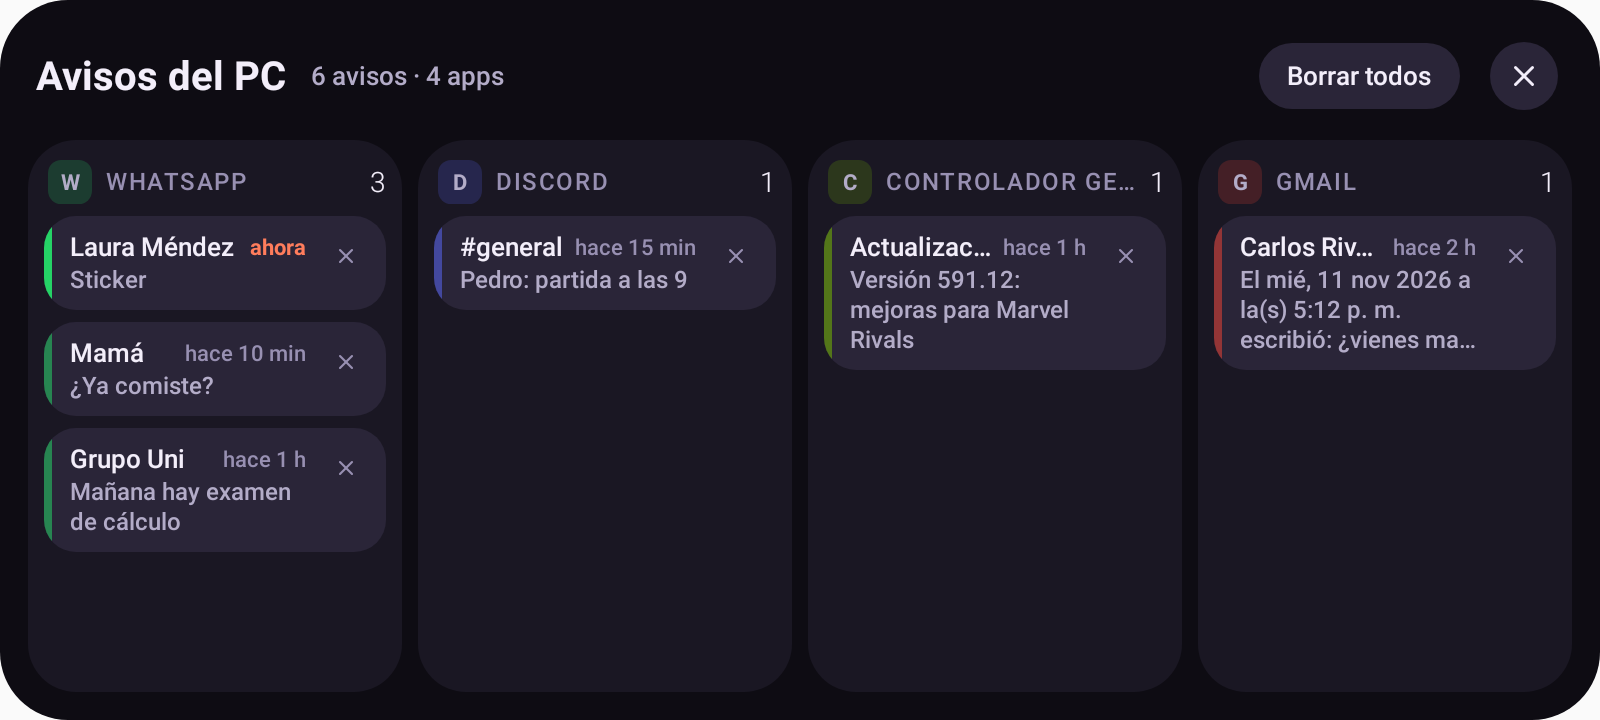 Avisos del PC
6 avisos · 4 apps
Borrar todos
W
WHATSAPP
3
Laura Méndez
ahora
Sticker
Mamá
hace 10 min
¿Ya comiste?
Grupo Uni
hace 1 h
Mañana hay examen
de cálculo
D
DISCORD
1
#general
hace 15 min
Pedro: partida a las 9
C
CONTROLADOR GE...
1
Actualizac...
hace 1 h
Versión 591.12:
mejoras para Marvel
Rivals
G
GMAIL
1
Carlos Riv...
hace 2 h
El mié, 11 nov 2026 a
la(s) 5:12 p. m.
escribió: ¿vienes ma...